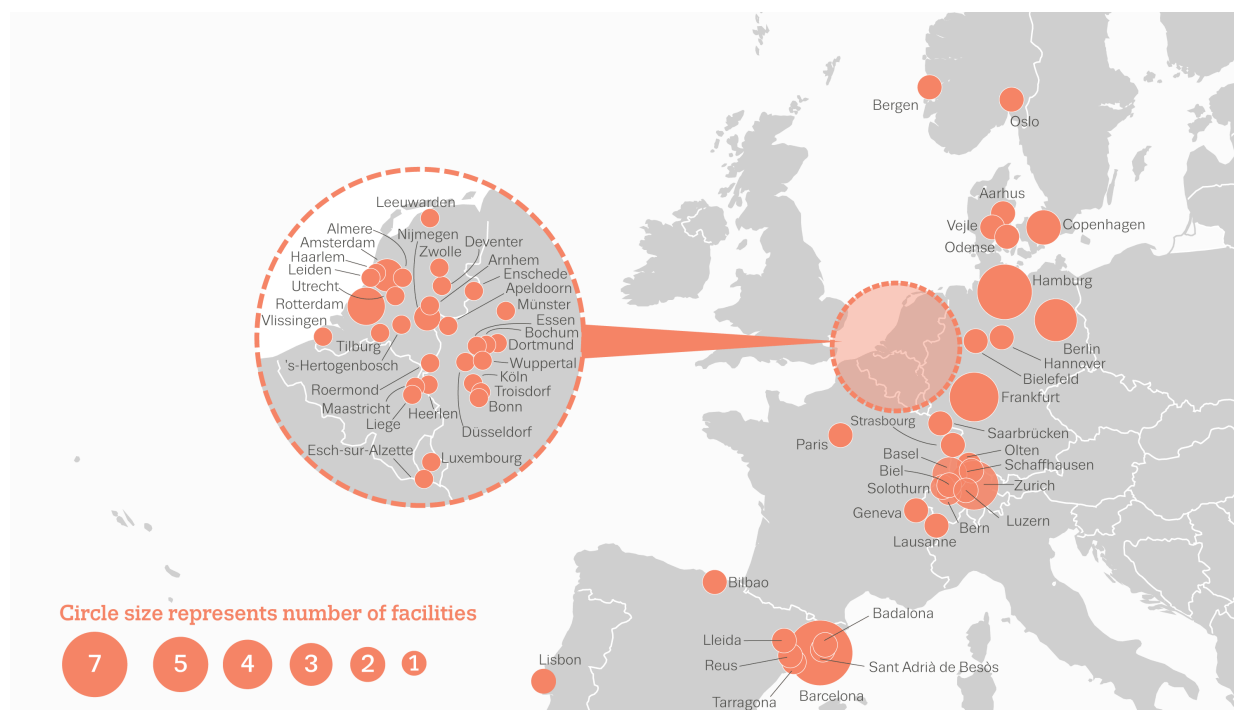 Bergen
Oslo
Aarhus
Vejle
Copenhagen
Odense
Leeuwarden
Almere
Nijmegen
Amsterdam
Zwolle
Deventer
Haarlem
Arnhem
Leiden
Enschede
Utrecht
Apeldoorn
Rotterdam
Münster
Vlissingen
Essen
Bochum
Tilburg
Dortmund
's-Hertogenbosch
Wuppertal
Köln
Roermond
Troisdorf
Maastricht
Bonn
Liege
Heerlen
Düsseldorf
Esch-sur-Alzette
Luxembourg
Hamburg
Berlin
Hannover
Bielefeld
Frankfurt
Strasbourg
Paris
Saarbrücken
Basel
Olten
Biel
Schaffhausen
Solothurn
Zurich
Geneva
Luzern
Bern
Lausanne
Bilbao
Badalona
Lleida
Reus
Sant Adrià de Besòs
Tarragona
Barcelona
Lisbon
Circle size represents number of facilities
7 5 4 3 2 1